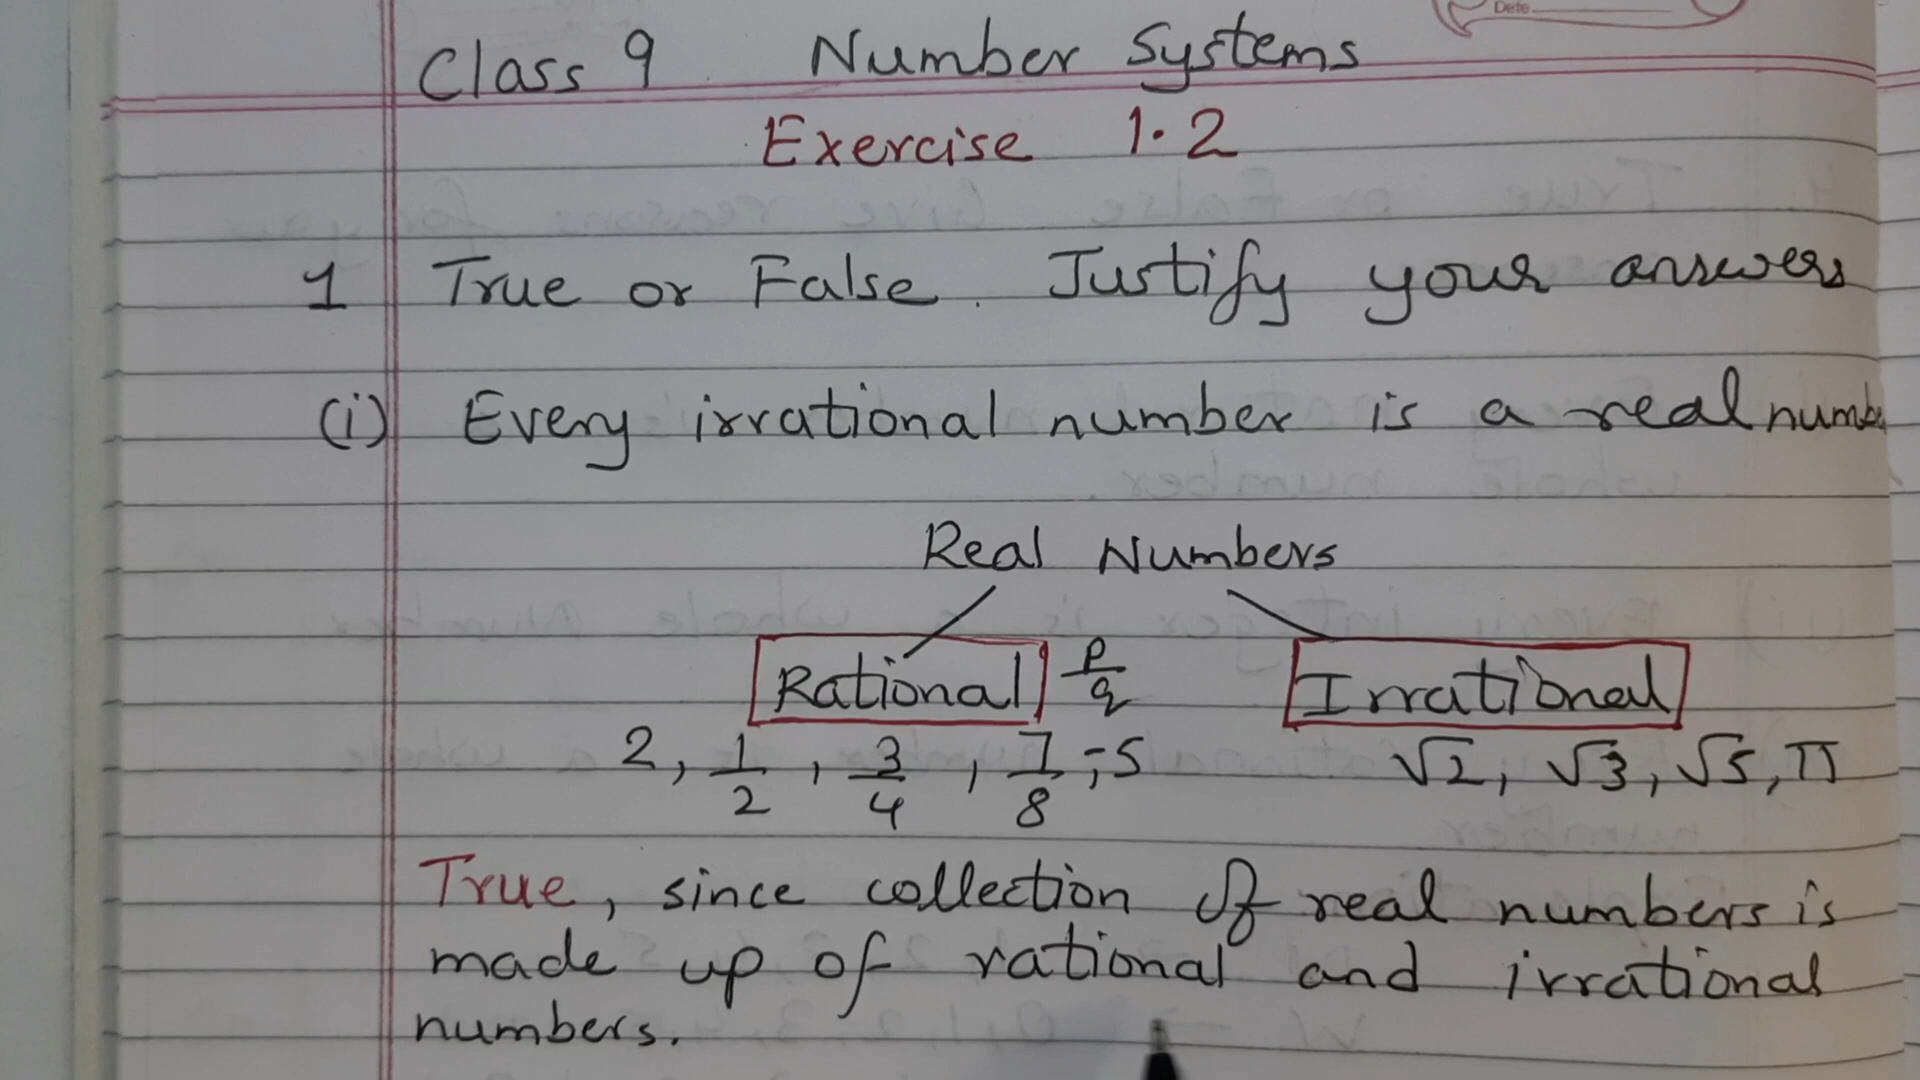 Date
Class 9 Number Systems
Exercise 1.2
1 True or False. Justify your answers
(i) Every irrational number is a real numbe
Real Numbers
Rational p/q Irrational
2, 1/2, 3/4, 7/8, -5 √2, √3, √5, π
True, since collection of real numbers is
made up of rational and irrational
numbers.